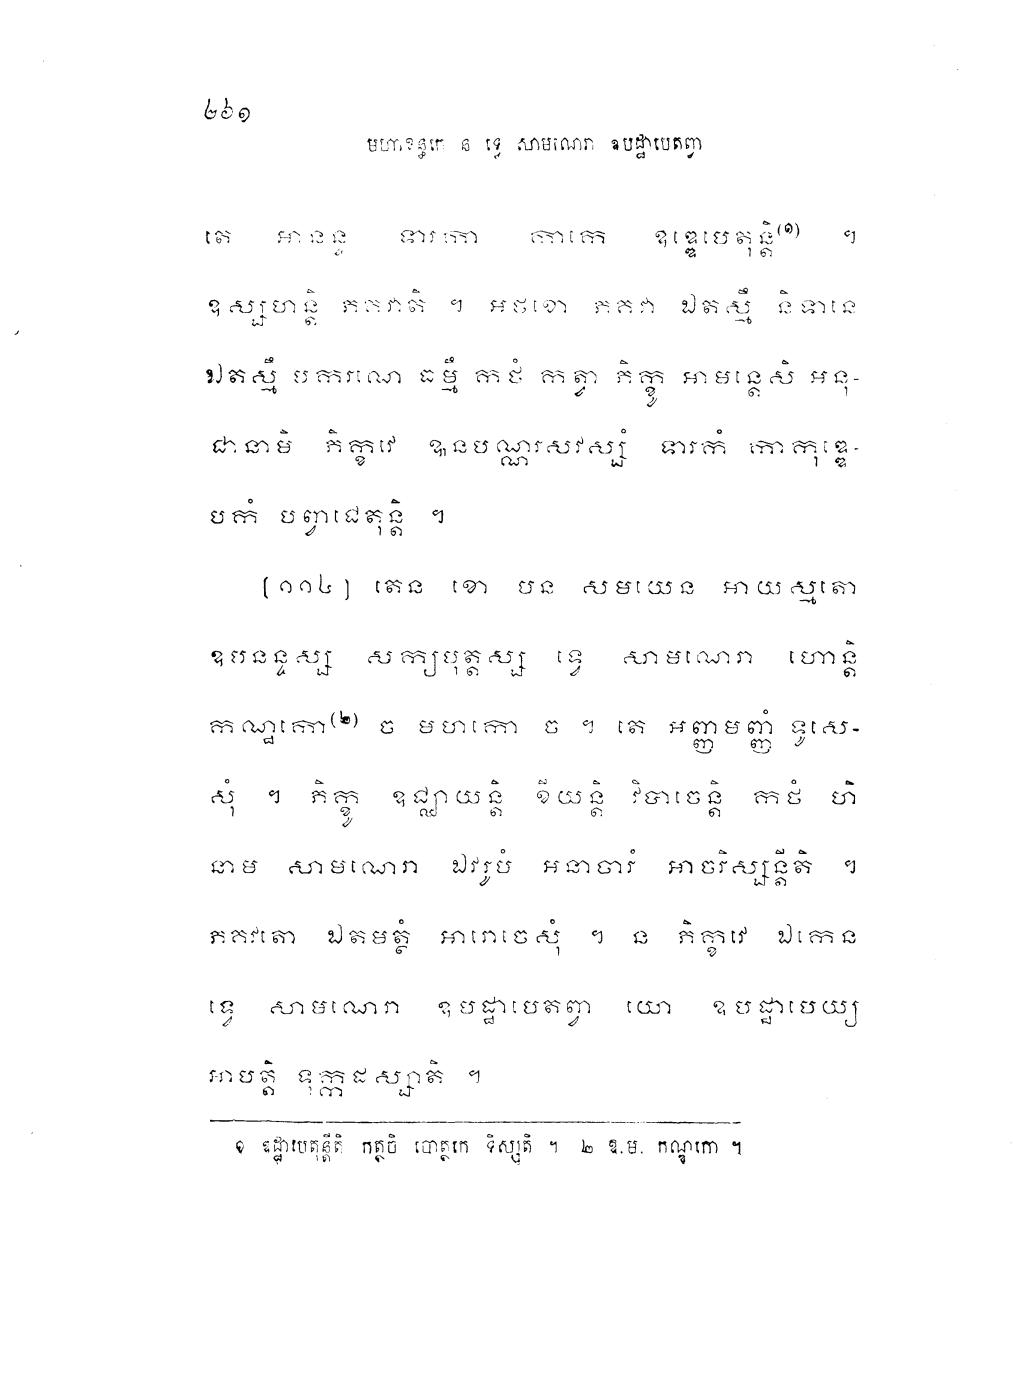 ២៦១
មហាខន្ធកេ ន ទ្វេ សាមណេរា ឧបដ្ឋាបេតព្វា
តេ អានន្ទ ទារកា កាកេ ឧឌ្ឌេបេតុន្តិ(១) ។
ឧស្សហន្តិ ភគវាតិ ។ អថខោ ភគវា ឯតស្មឹ និទានេ
ឯតស្មឹ បករណេ ធម្មឹ កថំ កត្វា ភិក្ខូ អាមន្តេសិ អនុ-
ជានាមិ ភិក្ខវេ ឩនបណ្ណរសវស្សំ ទារកំ កាកុឌ្ឌេ-
បកំ បព្វាជេតុន្តិ ។
[១១៤] តេន ខោ បន សមយេន អាយស្មតោ
ឧបនន្ទស្ស សក្យបុត្តស្ស ទ្វេ សាមណេរា ហោន្តិ
កណ្ឋកោ(២) ច មហកោ ច ។ តេ អញ្ញមញ្ញំ ទូសេ-
សុំ ។ ភិក្ខូ ឧជ្ឈាយន្តិ ខីយន្តិ វិបាចេន្តិ កថំ ហិ
នាម សាមណេរា ឯវរូបំ អនាចារំ អាចរិស្សន្តីតិ ។
ភគវតោ ឯតមត្ថំ អារោចេសុំ ។ ន ភិក្ខវេ ឯកេន
ទ្វេ សាមណេរា ឧបដ្ឋាបេតព្វា យោ ឧបដ្ឋាបេយ្យ
អាបត្តិ ទុក្កដស្សាតិ ។
១ ឧដ្ឋាបេតុន្តីតិ កត្ថចិ បោត្ថកេ ទិស្សតិ ។ ២ ឱ.ម. កណ្ឌកោ ។